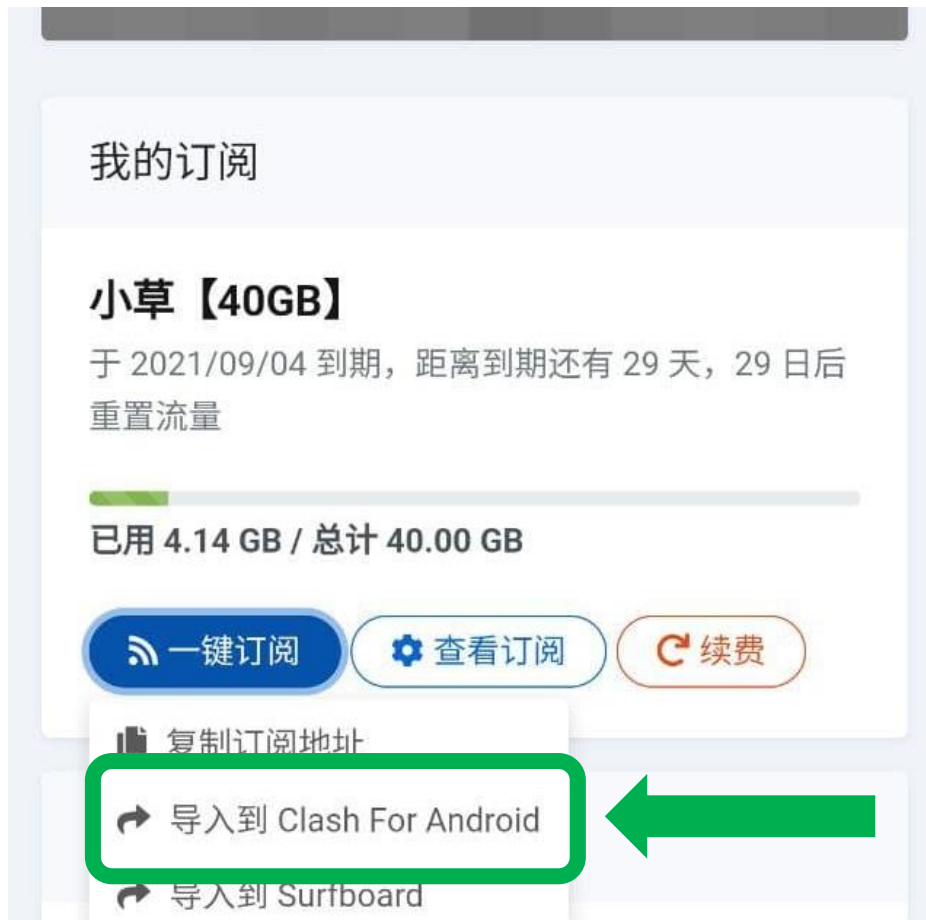 我的订阅
小草【40GB】
于 2021/09/04 到期，距离到期还有 29 天，29 日后
重置流量
已用 4.14 GB / 总计 40.00 GB
一键订阅 查看订阅 续费
复制订阅地址
导入到 Clash For Android
导入到 Surfboard